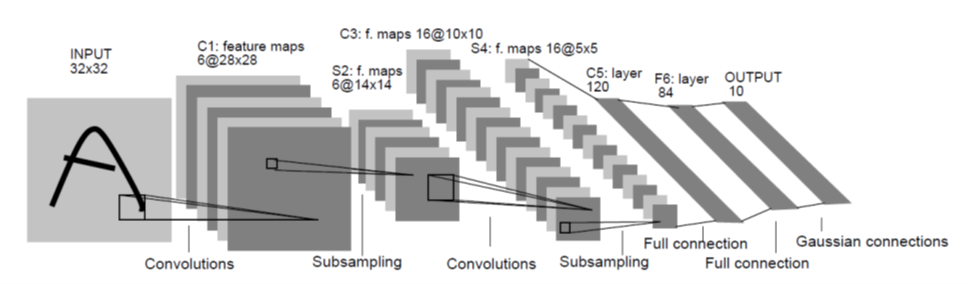 INPUT
32x32
C1: feature maps
6@28x28
S2: f. maps
6@14x14
C3: f. maps 16@10x10
S4: f. maps 16@5x5
C5: layer
120
F6: layer
84
OUTPUT
10
Convolutions
Subsampling
Convolutions
Subsampling
Full connection
Full connection
Gaussian connections